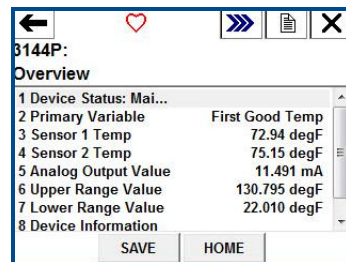 3144P:
Overview
1 Device Status: Mai...
2 Primary Variable First Good Temp
3 Sensor 1 Temp 72.94 degF
4 Sensor 2 Temp 75.15 degF
5 Analog Output Value 11.491 mA
6 Upper Range Value 130.795 degF
7 Lower Range Value 22.010 degF
8 Device Information
SAVE HOME